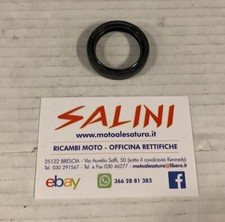 SALINI
www.motoalesatura.it
RICAMBI MOTO - OFFICINA RETTIFICHE
25122 BRESCIA - Via Aurelio Saffi, 50 (sotto il cavalcavia Kennedy)
Tel. 030 291567 - Tel. e Fax 030 46277 - motoalesatura@libero.it
ebay 366 28 81 383 f